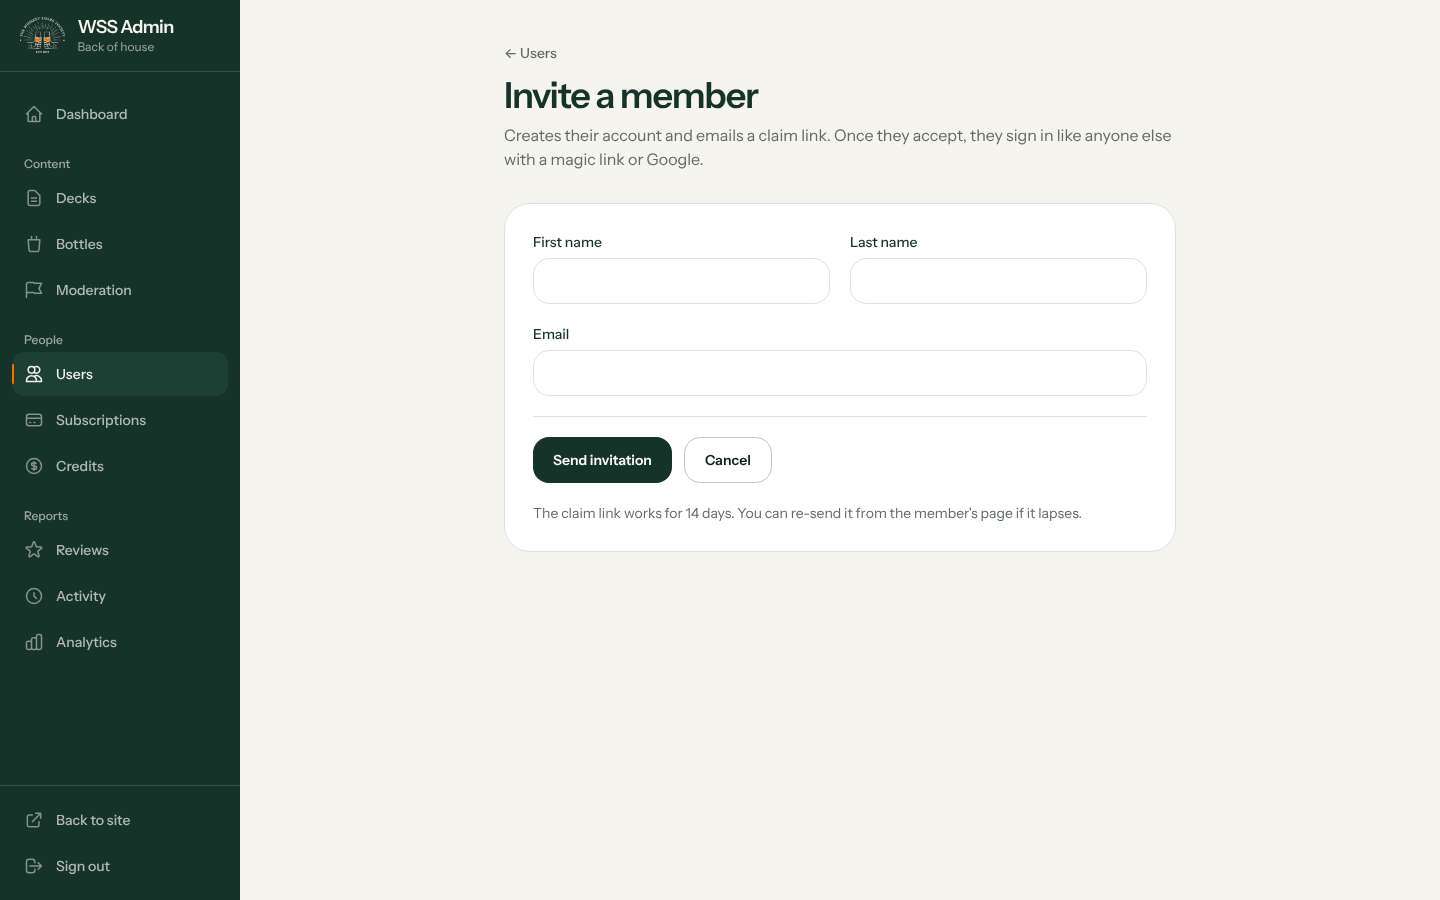 WSS Admin
Back of house
Dashboard
Content
Decks
Bottles
Moderation
People
Users
Subscriptions
Credits
Reports
Reviews
Activity
Analytics
Back to site
Sign out
← Users
Invite a member
Creates their account and emails a claim link. Once they accept, they sign in like anyone else
with a magic link or Google.
First name
Last name
Email
Send invitation
Cancel
The claim link works for 14 days. You can re-send it from the member's page if it lapses.